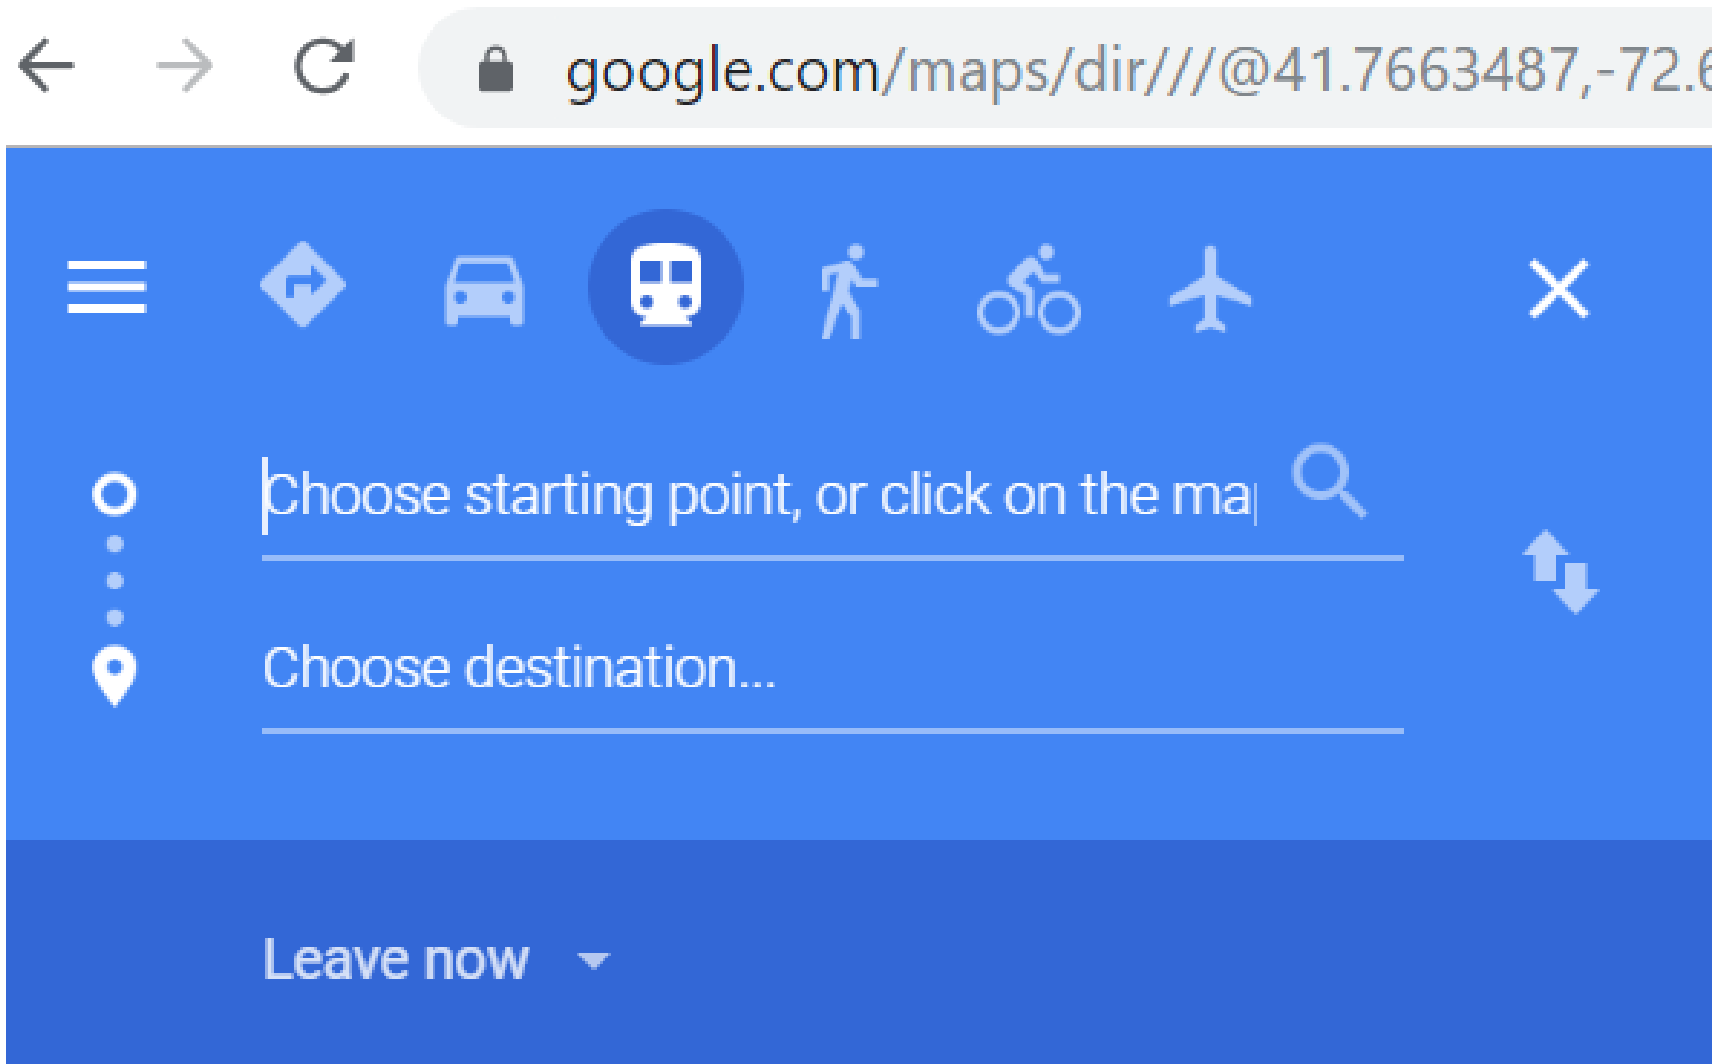 google.com/maps/dir///@41.7663487,-72.6
Choose starting point, or click on the ma
Choose destination...
Leave now